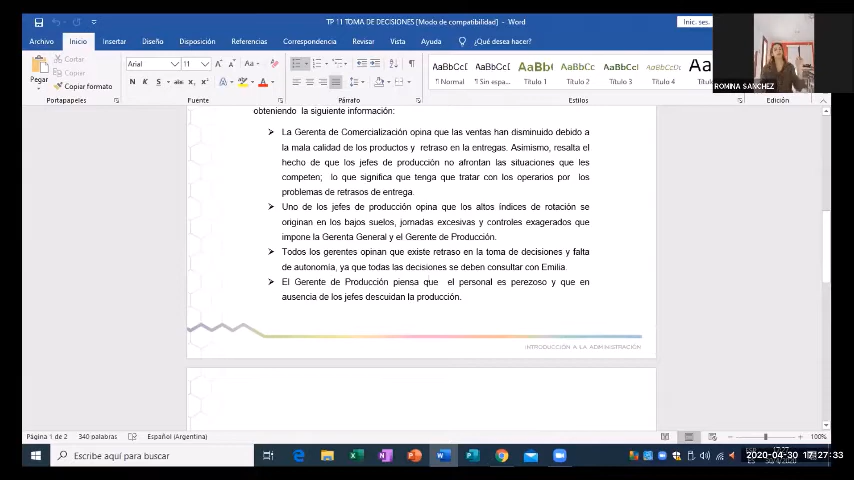 TP 11 TOMA DE DECISIONES [Modo de compatibilidad] - Word
Inic. ses.
Archivo Inicio Insertar Diseño Disposición Referencias Correspondencia Revisar Vista Ayuda ¿Qué desea hacer?
Pegar
Cortar
Copiar
Copiar formato
Arial 11
N K S abc x₂ x²
AaBbCcDc AaBbCcDc AaBbG AaBbCcI AaBbCcI AaBbCcD Aa
¶ Normal ¶ Sin espa... Título 1 Título 2 Título 3 Título 4
ROMINA SANCHEZ
Portapapeles Fuente Párrafo Estilos Edición
obteniendo la siguiente información:
➤ La Gerenta de Comercialización opina que las ventas han disminuido debido a
la mala calidad de los productos y retraso en la entregas. Asimismo, resalta el
hecho de que los jefes de producción no afrontan las situaciones que les
competen; lo que significa que tenga que tratar con los operarios por los
problemas de retrasos de entrega.
➤ Uno de los jefes de producción opina que los altos índices de rotación se
originan en los bajos suelos, jornadas excesivas y controles exagerados que
impone la Gerenta General y el Gerente de Producción.
➤ Todos los gerentes opinan que existe retraso en la toma de decisiones y falta
de autonomía, ya que todas las decisiones se deben consultar con Emilia.
➤ El Gerente de Producción piensa que el personal es perezoso y que en
ausencia de los jefes descuidan la producción.
INTRODUCCIÓN A LA ADMINISTRACIÓN
Página 1 de 2 340 palabras Español (Argentina) 100%
Escribe aquí para buscar
2020-04-30 17:27:33